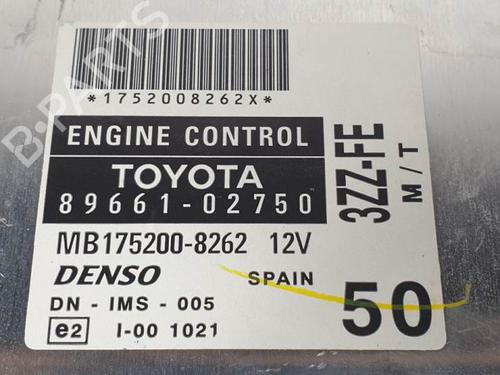 *1752008262X*
ENGINE CONTROL
TOYOTA
89661-02750
3ZZ-FE
M/T
MB175200-8262 12V
DENSO SPAIN
DN - IMS - 005
50
e2 I-00 1021
B-PARTS